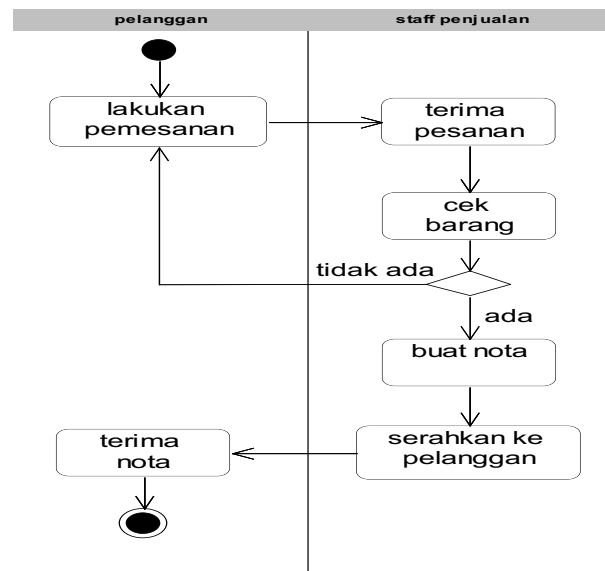 pelanggan
staff penjualan
lakukan
pemesanan
terima
pesanan
cek
barang
tidak ada
ada
buat nota
serahkan ke
pelanggan
terima
nota